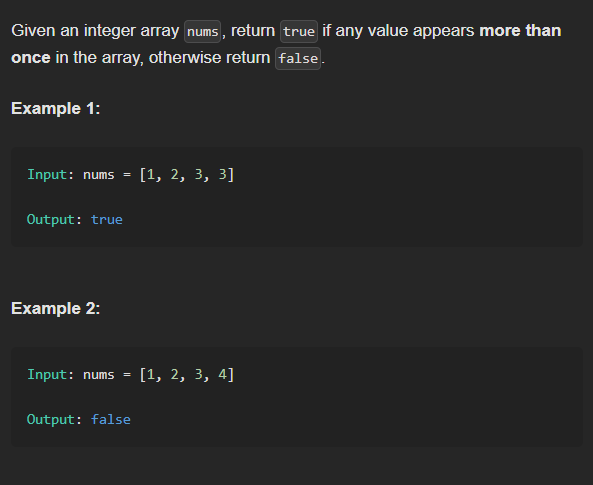 Given an integer array nums, return true if any value appears more than
once in the array, otherwise return false.
Example 1:
Input: nums = [1, 2, 3, 3]
Output: true
Example 2:
Input: nums = [1, 2, 3, 4]
Output: false